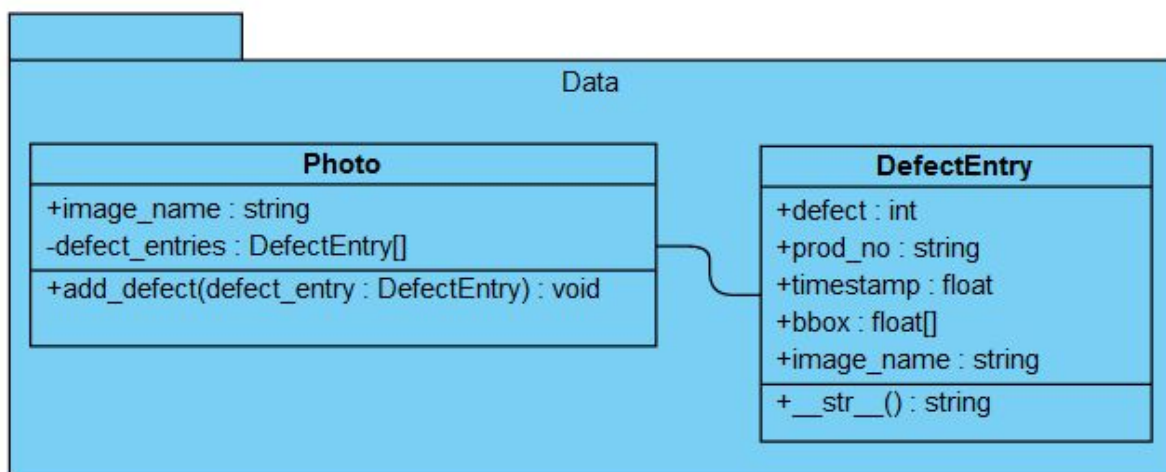 Data
Photo
+image_name : string
-defect_entries : DefectEntry[]
+add_defect(defect_entry : DefectEntry) : void
DefectEntry
+defect : int
+prod_no : string
+timestamp : float
+bbox : float[]
+image_name : string
+__str__() : string